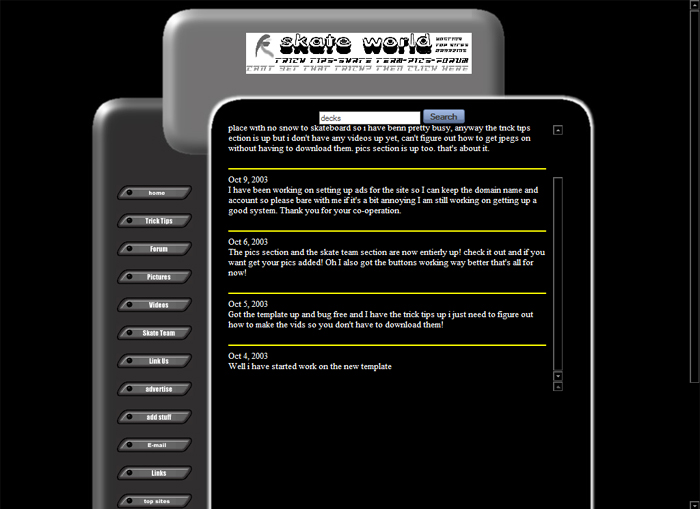 skate world
HOSTING
TOP SITES
TRICK TIPS-SKATE TEAM-PICS-FORUM
CANT GET THAT TRICK? THEN CLICK HERE
decks
Search
place with no snow to skateboard so i have benn pretty busy, anyway the trick tips
ection is up but i don't have any videos up yet, can't figure out how to get jpegs on
without having to download them. pics section is up too. that's about it.
Oct 9, 2003
I have been working on setting up ads for the site so I can keep the domain name and
account so please bare with me if it's a bit annoying I am still working on getting up a
good system. Thank you for your co-operation.
Oct 6, 2003
The pics section and the skate team section are now entierly up! check it out and if you
want get your pics added! Oh I also got the buttons working way better that's all for
now!
Oct 5, 2003
Got the template up and bug free and I have the trick tips up i just need to figure out
how to make the vids so you don't have to download them!
Oct 4, 2003
Well i have started work on the new template
home
Trick Tips
Forum
Pictures
Videos
Skate Team
Link Us
advertise
add stuff
E-mail
Links
top sites